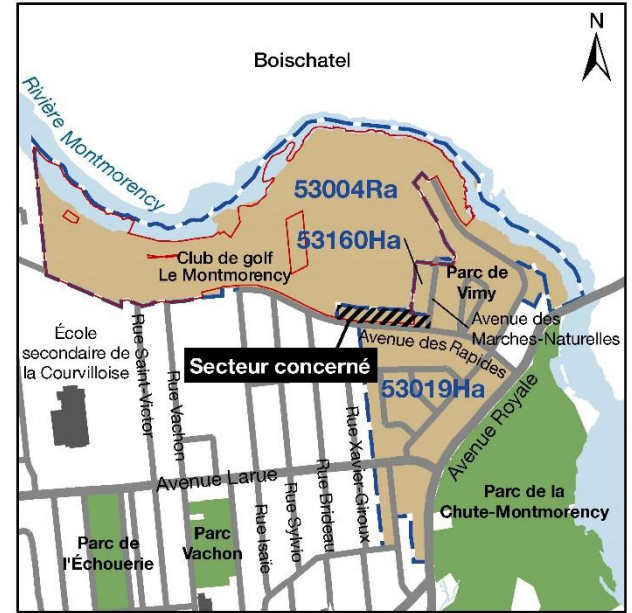 N
Boischatel
Rivière Montmorency
53004Ra
53160Ha
Club de golf
Le Montmorency
Parc de
Vimy
Avenue des
Marches-Naturelles
École
secondaire de
la Courvilloise
Rue Saint-Victor
Rue Vachon
Secteur concerné
Avenue des Rapides
53019Ha
Avenue Royale
Rue Xavier-Giroux
Avenue Larue
Rue Isaïe
Rue Sylvio
Rue Brideau
Parc de la
Chute-Montmorency
Parc de
l'Échouerie
Parc
Vachon